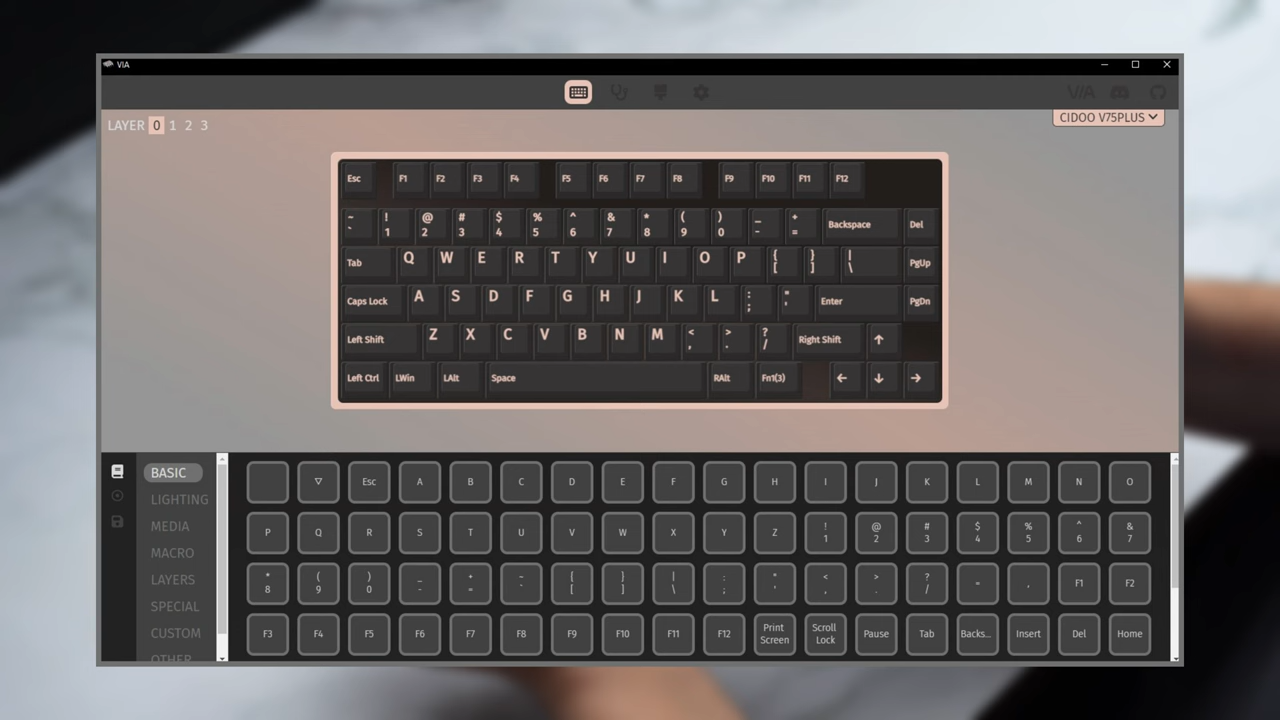 VIA
VIA
LAYER 0 1 2 3
CIDOO V75PLUS
Esc F1 F2 F3 F4 F5 F6 F7 F8 F9 F10 F11 F12
~ ! @ # $ % ^ & * ( ) _ +
` 1 2 3 4 5 6 7 8 9 0 - = Backspace Del
Tab Q W E R T Y U I O P { [ } ] | \ PgUp
Caps Lock A S D F G H J K L : ; " ' Enter PgDn
Left Shift Z X C V B N M < , > . ? / Right Shift ↑
Left Ctrl LWin LAlt Space RAlt Fn1(3) ← ↓ →
BASIC
LIGHTING
MEDIA
MACRO
LAYERS
SPECIAL
CUSTOM
OTHER
▽ Esc A B C D E F G H I J K L M N O
P Q R S T U V W X Y Z ! 1 @ 2 # 3 $ 4 % 5 ^ 6 & 7
* 8 ( 9 ) 0 _ - + = ~ ` { [ } ] | \ : ; " ' < , > . ? / = , F1 F2
F3 F4 F5 F6 F7 F8 F9 F10 F11 F12 Print Screen Scroll Lock Pause Tab Backs... Insert Del Home